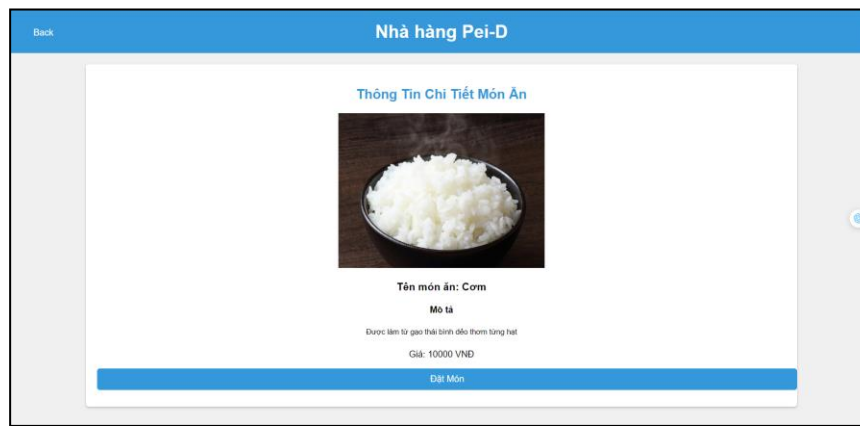 Back
Nhà hàng Pei-D
Thông Tin Chi Tiết Món Ăn
Tên món ăn: Cơm
Mô tả
Được làm từ gạo thái bình dẻo thơm từng hạt
Giá: 10000 VNĐ
Đặt Món